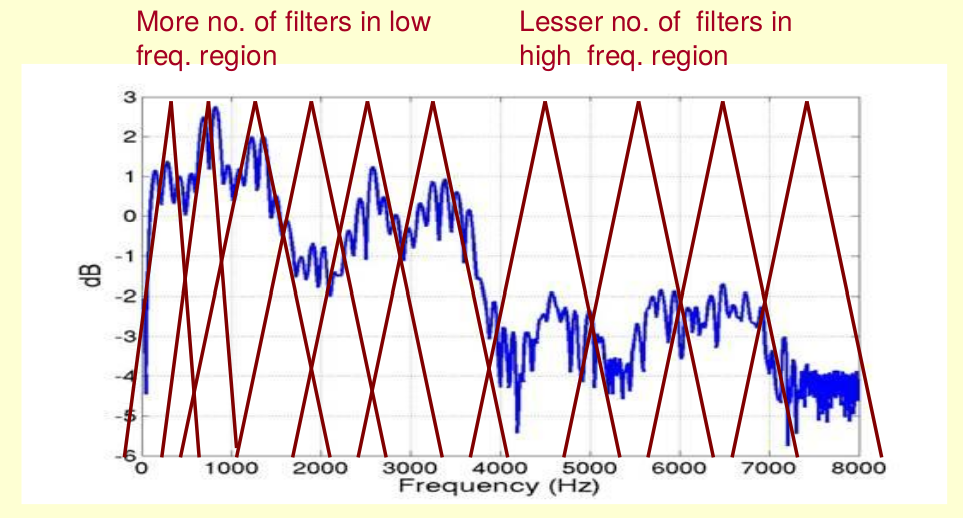 More no. of filters in low
freq. region
Lesser no. of  filters in
high  freq. region
3
2
1
0
-1
-2
-3
-4
-5
-6
dB
0 1000 2000 3000 4000 5000 6000 7000 8000
Frequency (Hz)